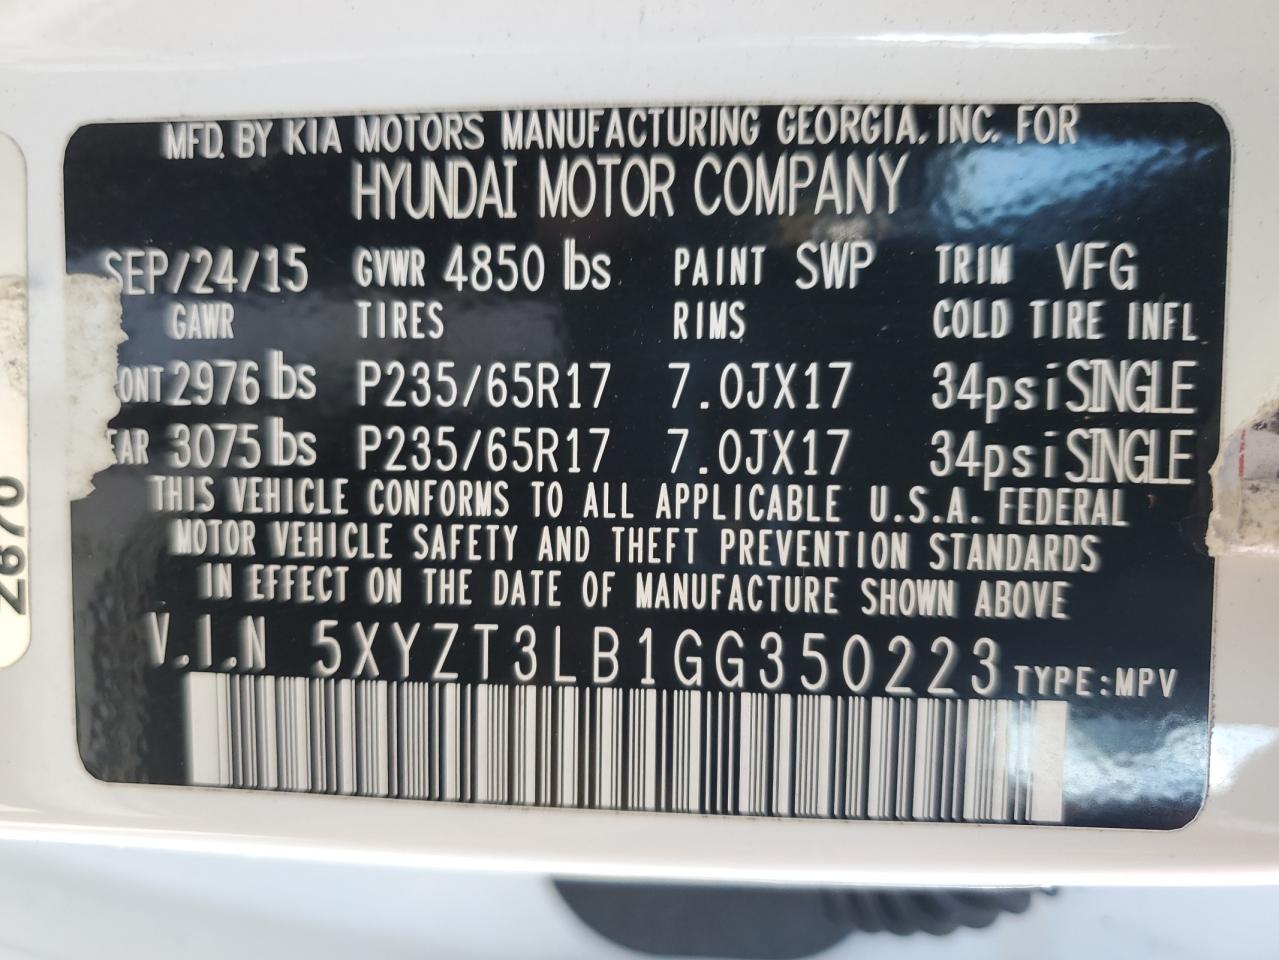 MFD. BY KIA MOTORS MANUFACTURING GEORGIA, INC. FOR
HYUNDAI MOTOR COMPANY
SEP/24/15 GVWR 4850 lbs PAINT SWP TRIM VFG
GAWR TIRES RIMS COLD TIRE INFL
ONT 2976 lbs P235/65R17 7.0JX17 34psi SINGLE
EAR 3075 lbs P235/65R17 7.0JX17 34psi SINGLE
THIS VEHICLE CONFORMS TO ALL APPLICABLE U.S.A. FEDERAL
MOTOR VEHICLE SAFETY AND THEFT PREVENTION STANDARDS
IN EFFECT ON THE DATE OF MANUFACTURE SHOWN ABOVE
V.I.N 5XYZT3LB1GG350223 TYPE:MPV